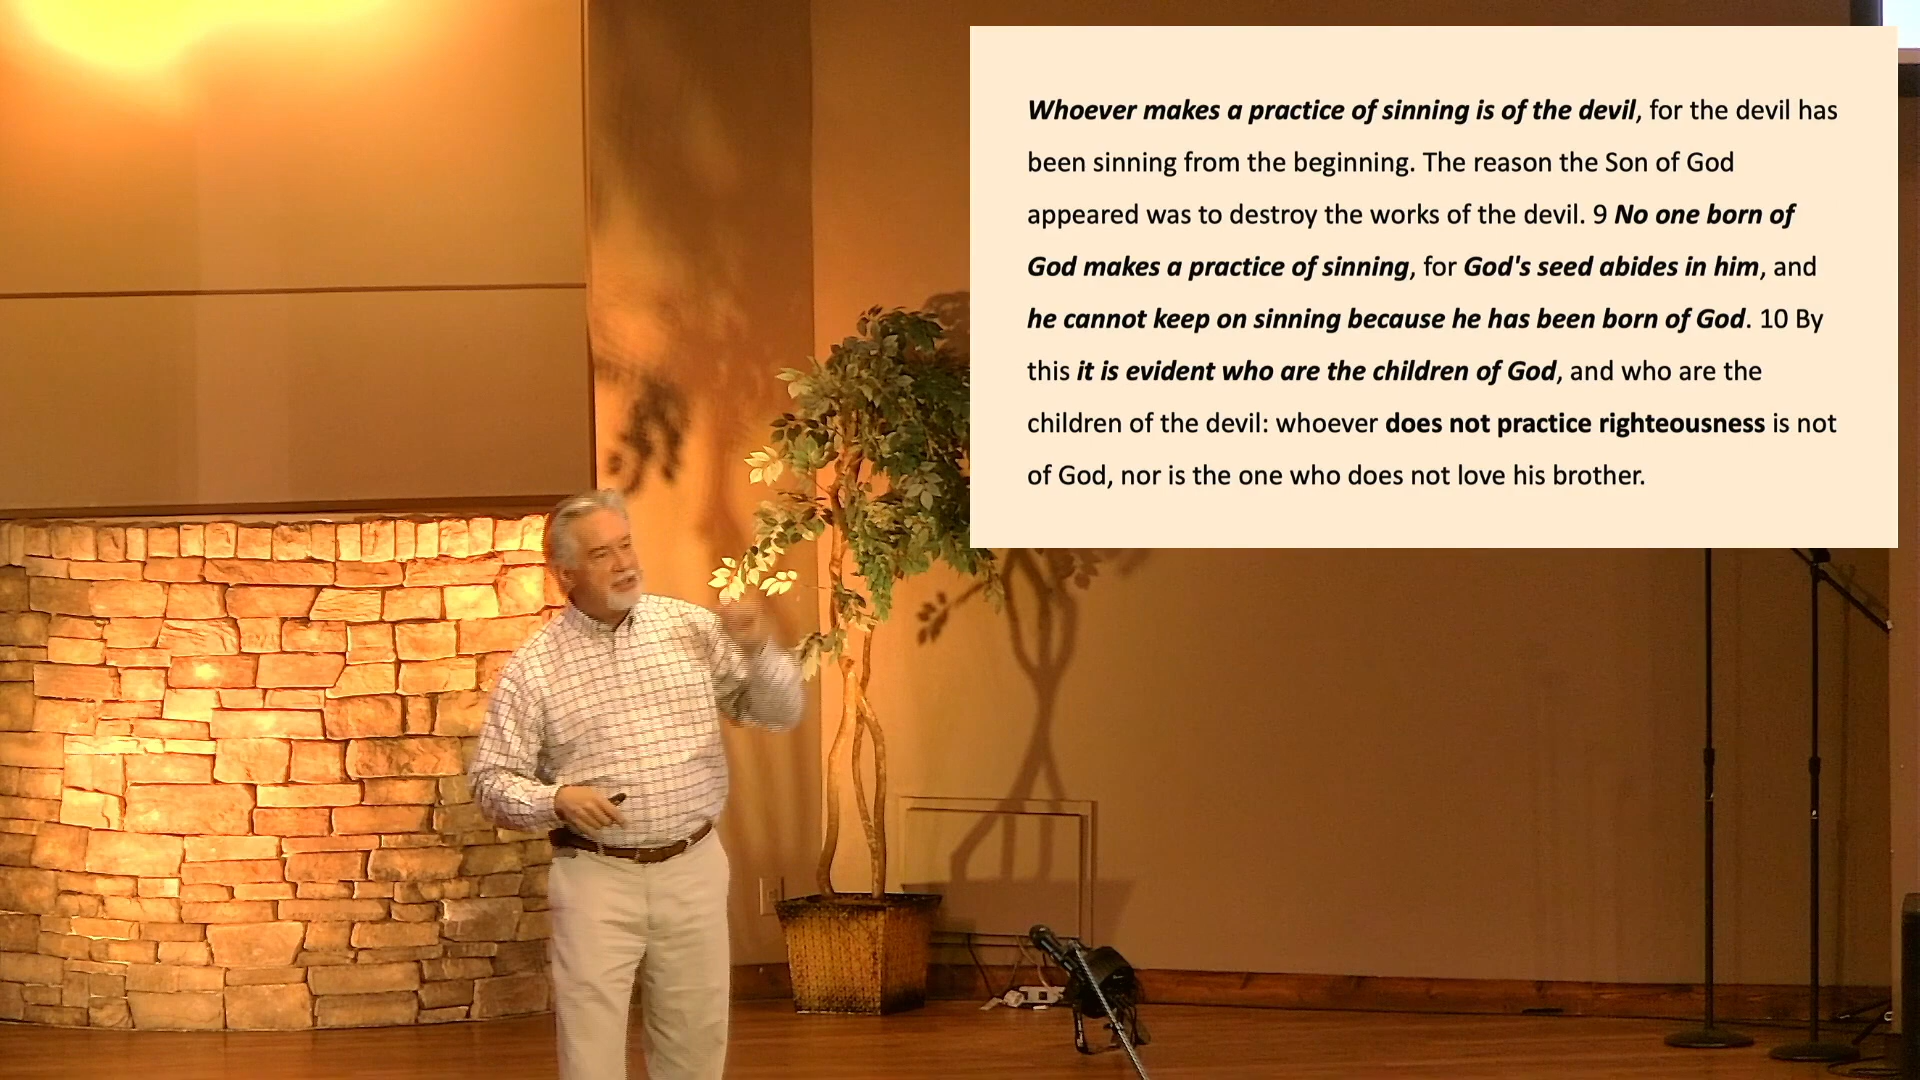 Whoever makes a practice of sinning is of the devil, for the devil has
been sinning from the beginning. The reason the Son of God
appeared was to destroy the works of the devil. 9 No one born of
God makes a practice of sinning, for God's seed abides in him, and
he cannot keep on sinning because he has been born of God. 10 By
this it is evident who are the children of God, and who are the
children of the devil: whoever does not practice righteousness is not
of God, nor is the one who does not love his brother.